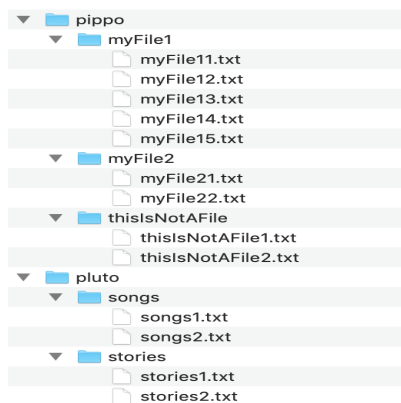 pippo
myFile1
myFile11.txt
myFile12.txt
myFile13.txt
myFile14.txt
myFile15.txt
myFile2
myFile21.txt
myFile22.txt
thisIsNotAFile
thisIsNotAFile1.txt
thisIsNotAFile2.txt
pluto
songs
songs1.txt
songs2.txt
stories
stories1.txt
stories2.txt